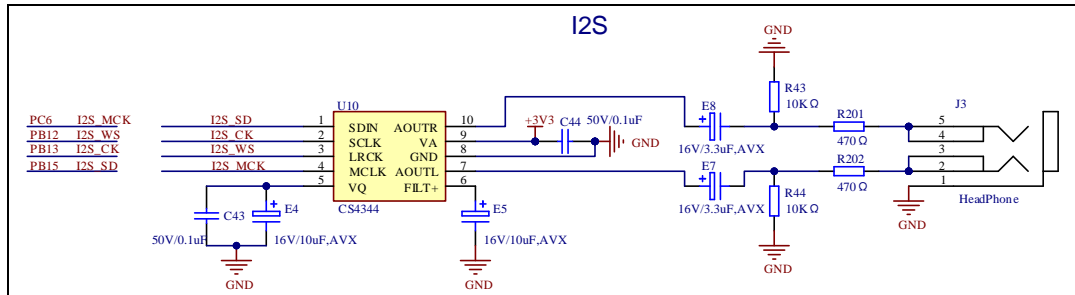 I2S
GND
U10
E8
R43
10KΩ
R201
J3
PC6 I2S_MCK I2S_SD 1 SDIN AOUTR 10 +3V3 C44 50V/0.1uF 5
PB12 I2S_WS I2S_CK 2 SCLK VA 9 GND 16V/3.3uF,AVX 470Ω 4
PB13 I2S_CK I2S_WS 3 LRCK GND 8 E7 R202 3
PB15 I2S_SD I2S_MCK 4 MCLK AOUTL 7 2
5 VQ FILT+ 6 16V/3.3uF,AVX R44 470Ω 1
CS4344 10KΩ HeadPhone
C43 E4 E5 GND
50V/0.1uF 16V/10uF,AVX 16V/10uF,AVX
GND GND GND